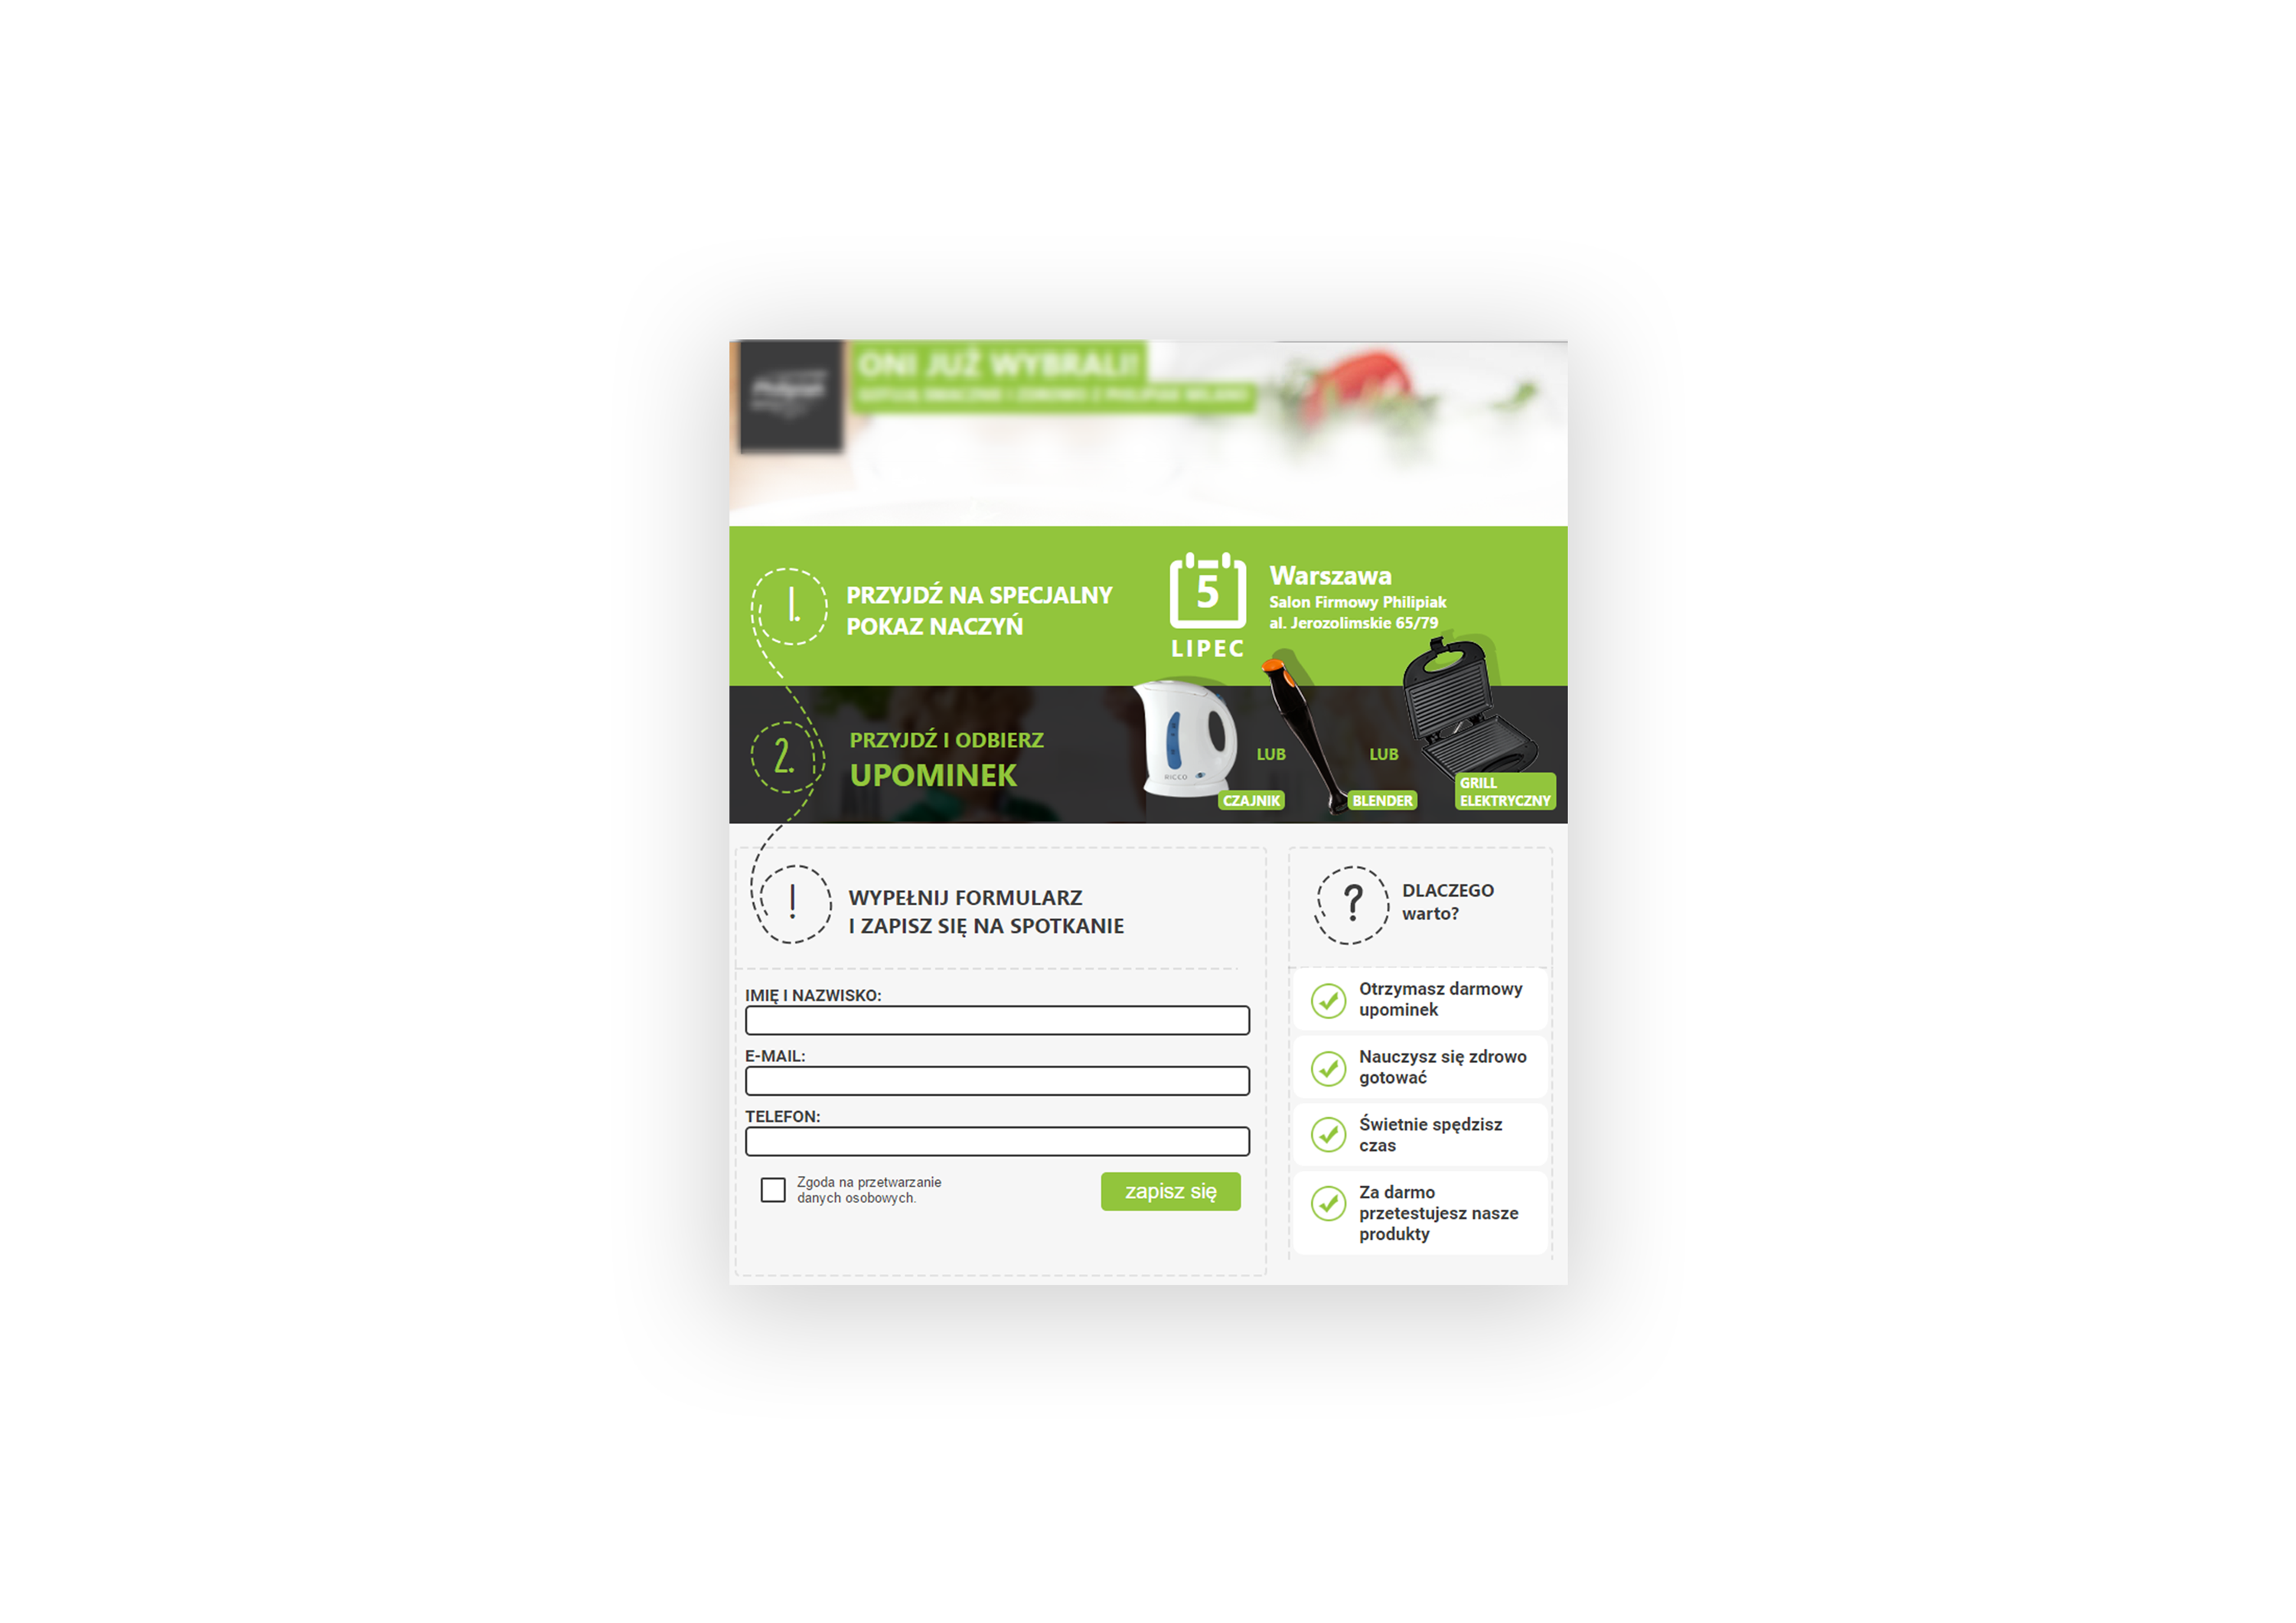 ONI JUŻ WYBRALI!
1.
PRZYJDŹ NA SPECJALNY
POKAZ NACZYŃ
5
LIPEC
Warszawa
Salon Firmowy Philipiak
al. Jerozolimskie 65/79
2.
PRZYJDŹ I ODBIERZ
UPOMINEK
RICCO
CZAJNIK
LUB
BLENDER
LUB
GRILL
ELEKTRYCZNY
!
WYPEŁNIJ FORMULARZ
I ZAPISZ SIĘ NA SPOTKANIE
IMIĘ I NAZWISKO:
E-MAIL:
TELEFON:
Zgoda na przetwarzanie
danych osobowych.
zapisz się
?
DLACZEGO
warto?
Otrzymasz darmowy
upominek
Nauczysz się zdrowo
gotować
Świetnie spędzisz
czas
Za darmo
przetestujesz nasze
produkty